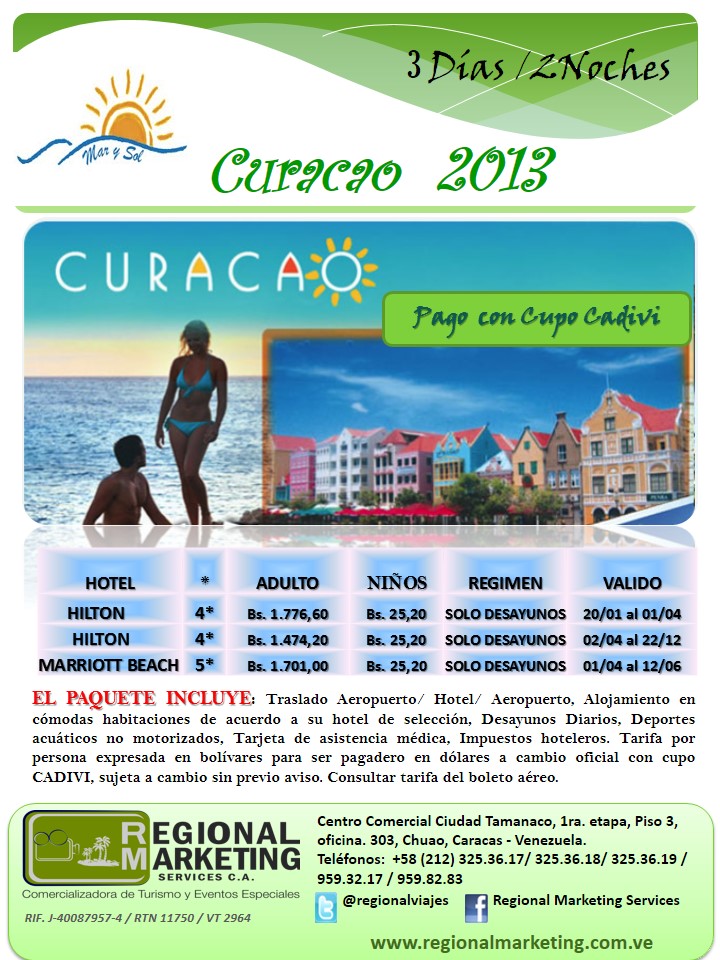 3 Días / 2 Noches
Mar y Sol
Curacao 2013
CURACAO
Pago con Cupo Cadivi
HOTEL * ADULTO NIÑOS REGIMEN VALIDO
HILTON 4* Bs. 1.776,60 Bs. 25,20 SOLO DESAYUNOS 20/01 al 01/04
HILTON 4* Bs. 1.474,20 Bs. 25,20 SOLO DESAYUNOS 02/04 al 22/12
MARRIOTT BEACH 5* Bs. 1.701,00 Bs. 25,20 SOLO DESAYUNOS 01/04 al 12/06
EL PAQUETE INCLUYE: Traslado Aeropuerto/ Hotel/ Aeropuerto, Alojamiento en
cómodas habitaciones de acuerdo a su hotel de selección, Desayunos Diarios, Deportes
acuáticos no motorizados, Tarjeta de asistencia médica, Impuestos hoteleros. Tarifa por
persona expresada en bolívares para ser pagadero en dólares a cambio oficial con cupo
CADIVI, sujeta a cambio sin previo aviso. Consultar tarifa del boleto aéreo.
REGIONAL
MARKETING
SERVICES C.A.
Comercializadora de Turismo y Eventos Especiales
RIF. J-40087957-4 / RTN 11750 / VT 2964
Centro Comercial Ciudad Tamanaco, 1ra. etapa, Piso 3,
oficina. 303, Chuao, Caracas - Venezuela.
Teléfonos: +58 (212) 325.36.17/ 325.36.18/ 325.36.19 /
959.32.17 / 959.82.83
@regionalviajes Regional Marketing Services
www.regionalmarketing.com.ve